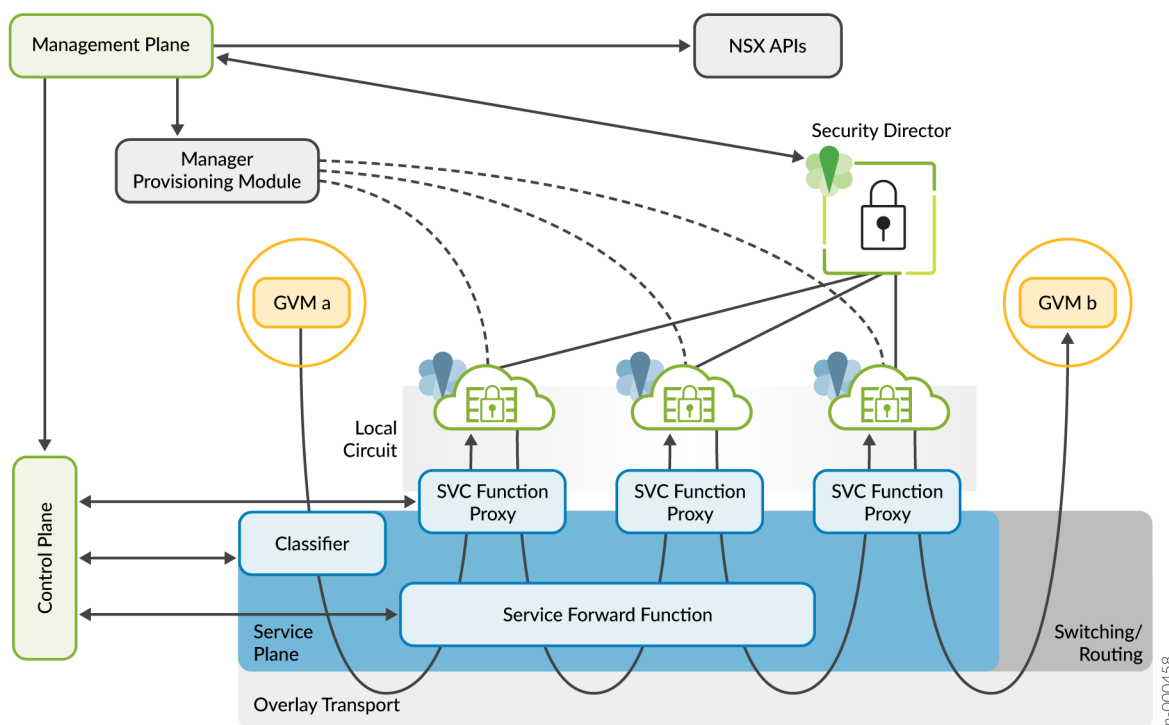 Management Plane
NSX APIs
Security Director
Manager
Provisioning Module
GVM a
GVM b
Local
Circuit
SVC Function
Proxy
SVC Function
Proxy
SVC Function
Proxy
Control Plane
Classifier
Service Forward Function
Service
Plane
Switching/
Routing
Overlay Transport